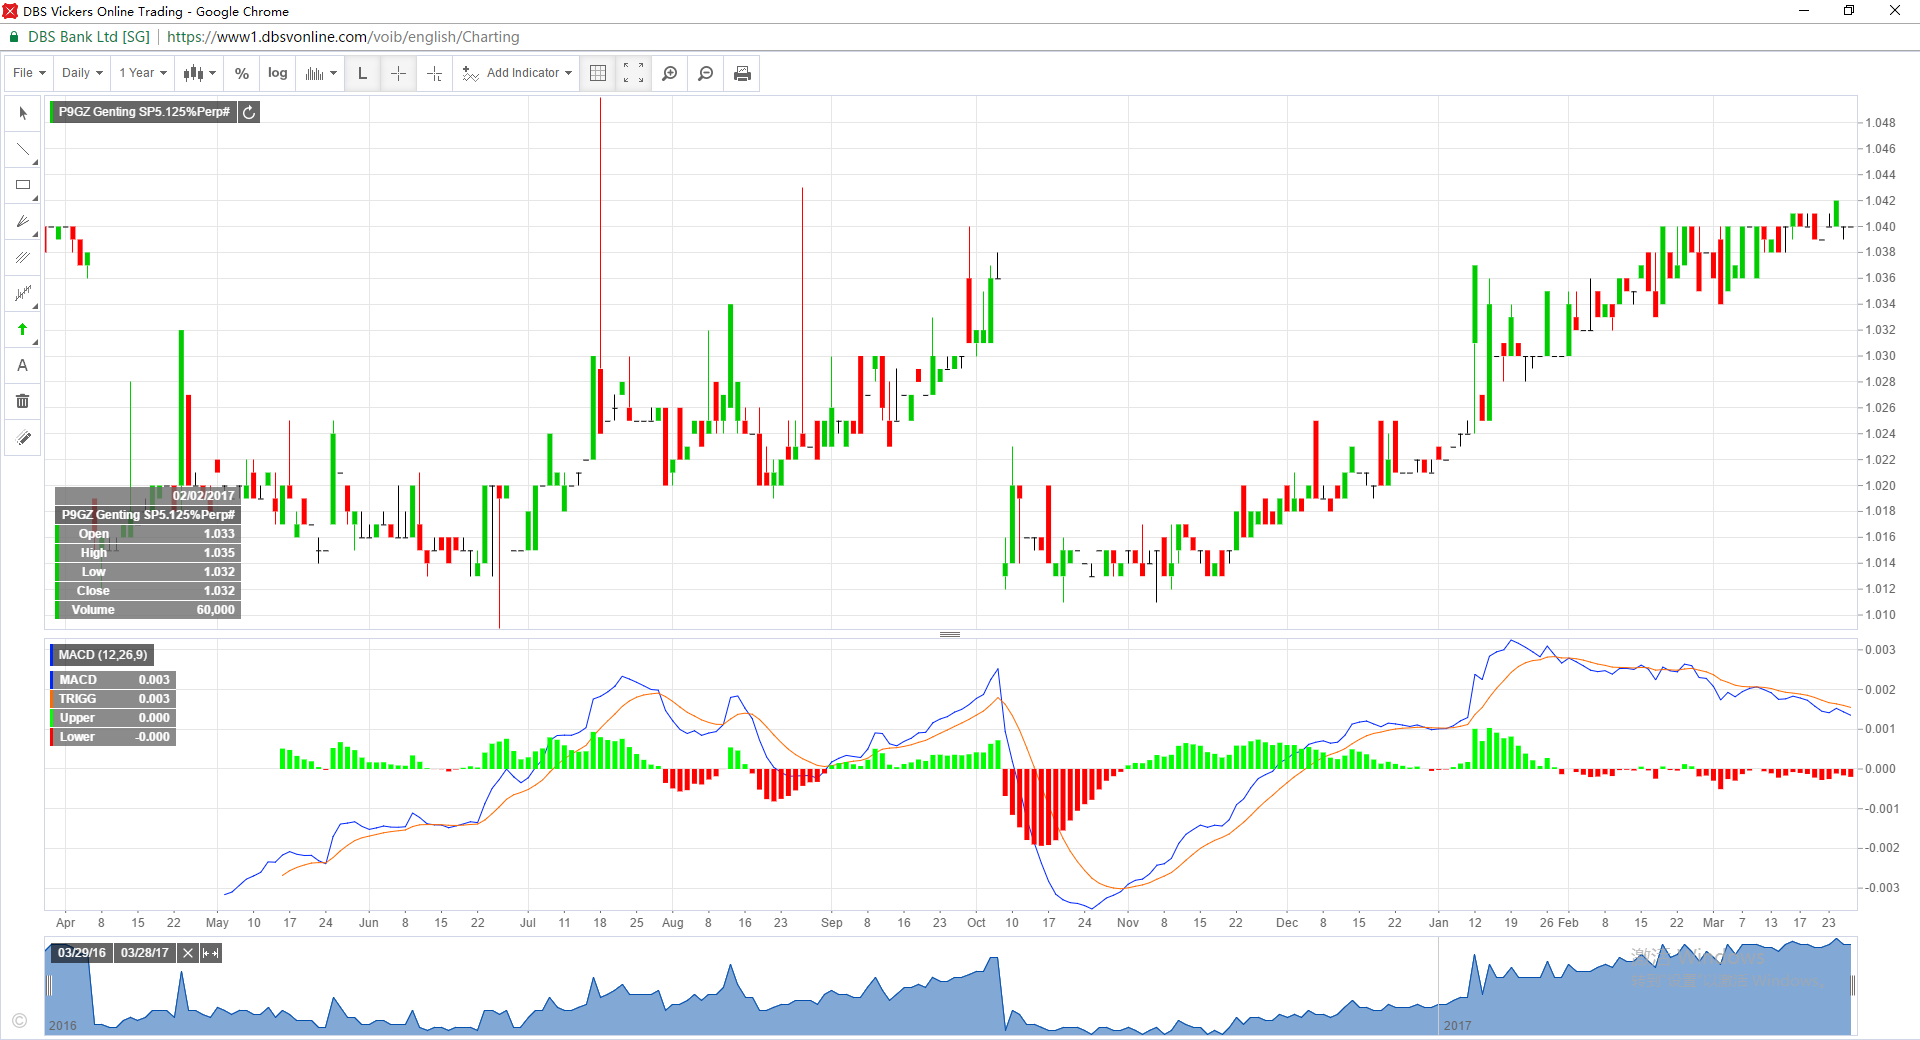 DBS Vickers Online Trading - Google Chrome
DBS Bank Ltd [SG] | https://www1.dbsvonline.com/voib/english/Charting
File Daily 1 Year % log L Add Indicator
P9GZ Genting SP5.125%Perp#
A
1.048
1.046
1.044
1.042
1.040
1.038
1.036
1.034
1.032
1.030
1.028
1.026
1.024
1.022
1.020
1.018
1.016
1.014
1.012
1.010
02/02/2017
P9GZ Genting SP5.125%Perp#
Open 1.033
High 1.035
Low 1.032
Close 1.032
Volume 60,000
MACD (12,26,9)
MACD 0.003
TRIGG 0.003
Upper 0.000
Lower -0.000
0.003
0.002
0.001
0.000
-0.001
-0.002
-0.003
Apr 8 15 22 May 10 17 24 Jun 8 15 22 Jul 11 18 25 Aug 8 16 23 Sep 8 16 23 Oct 10 17 24 Nov 8 15 22 Dec 8 15 22 Jan 12 19 26 Feb 8 15 22 Mar 7 13 17 23
03/29/16 03/28/17
2016 2017
©